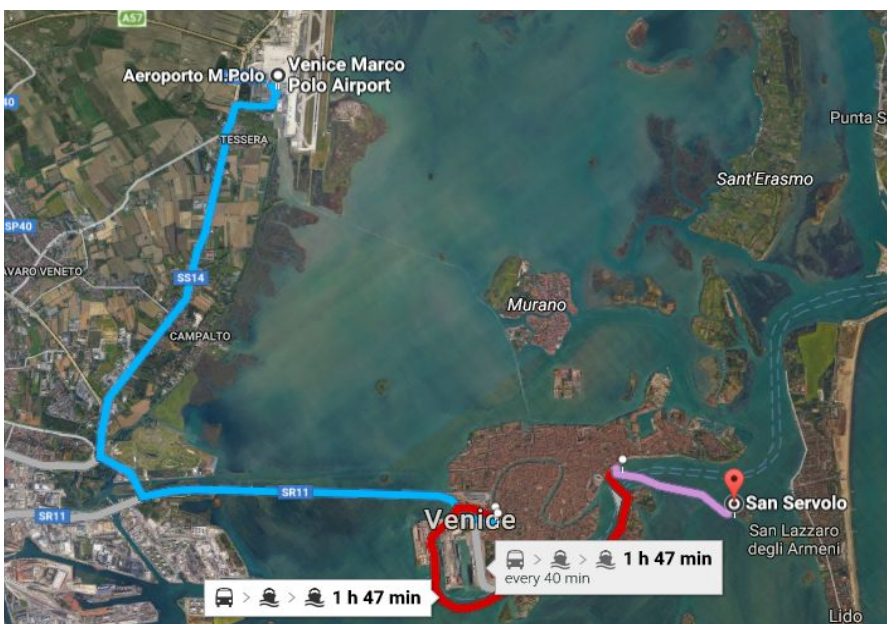 A57
Aeroporto M.Polo
Venice Marco
Polo Airport
40
TESSERA
Punta S
Sant'Erasmo
SP40
AVARO VENETO
SS14
Murano
CAMPALTO
SR11
SR11
San Servolo
Venice
San Lazzaro
degli Armeni
> > 1 h 47 min
every 40 min
> > 1 h 47 min
Lido